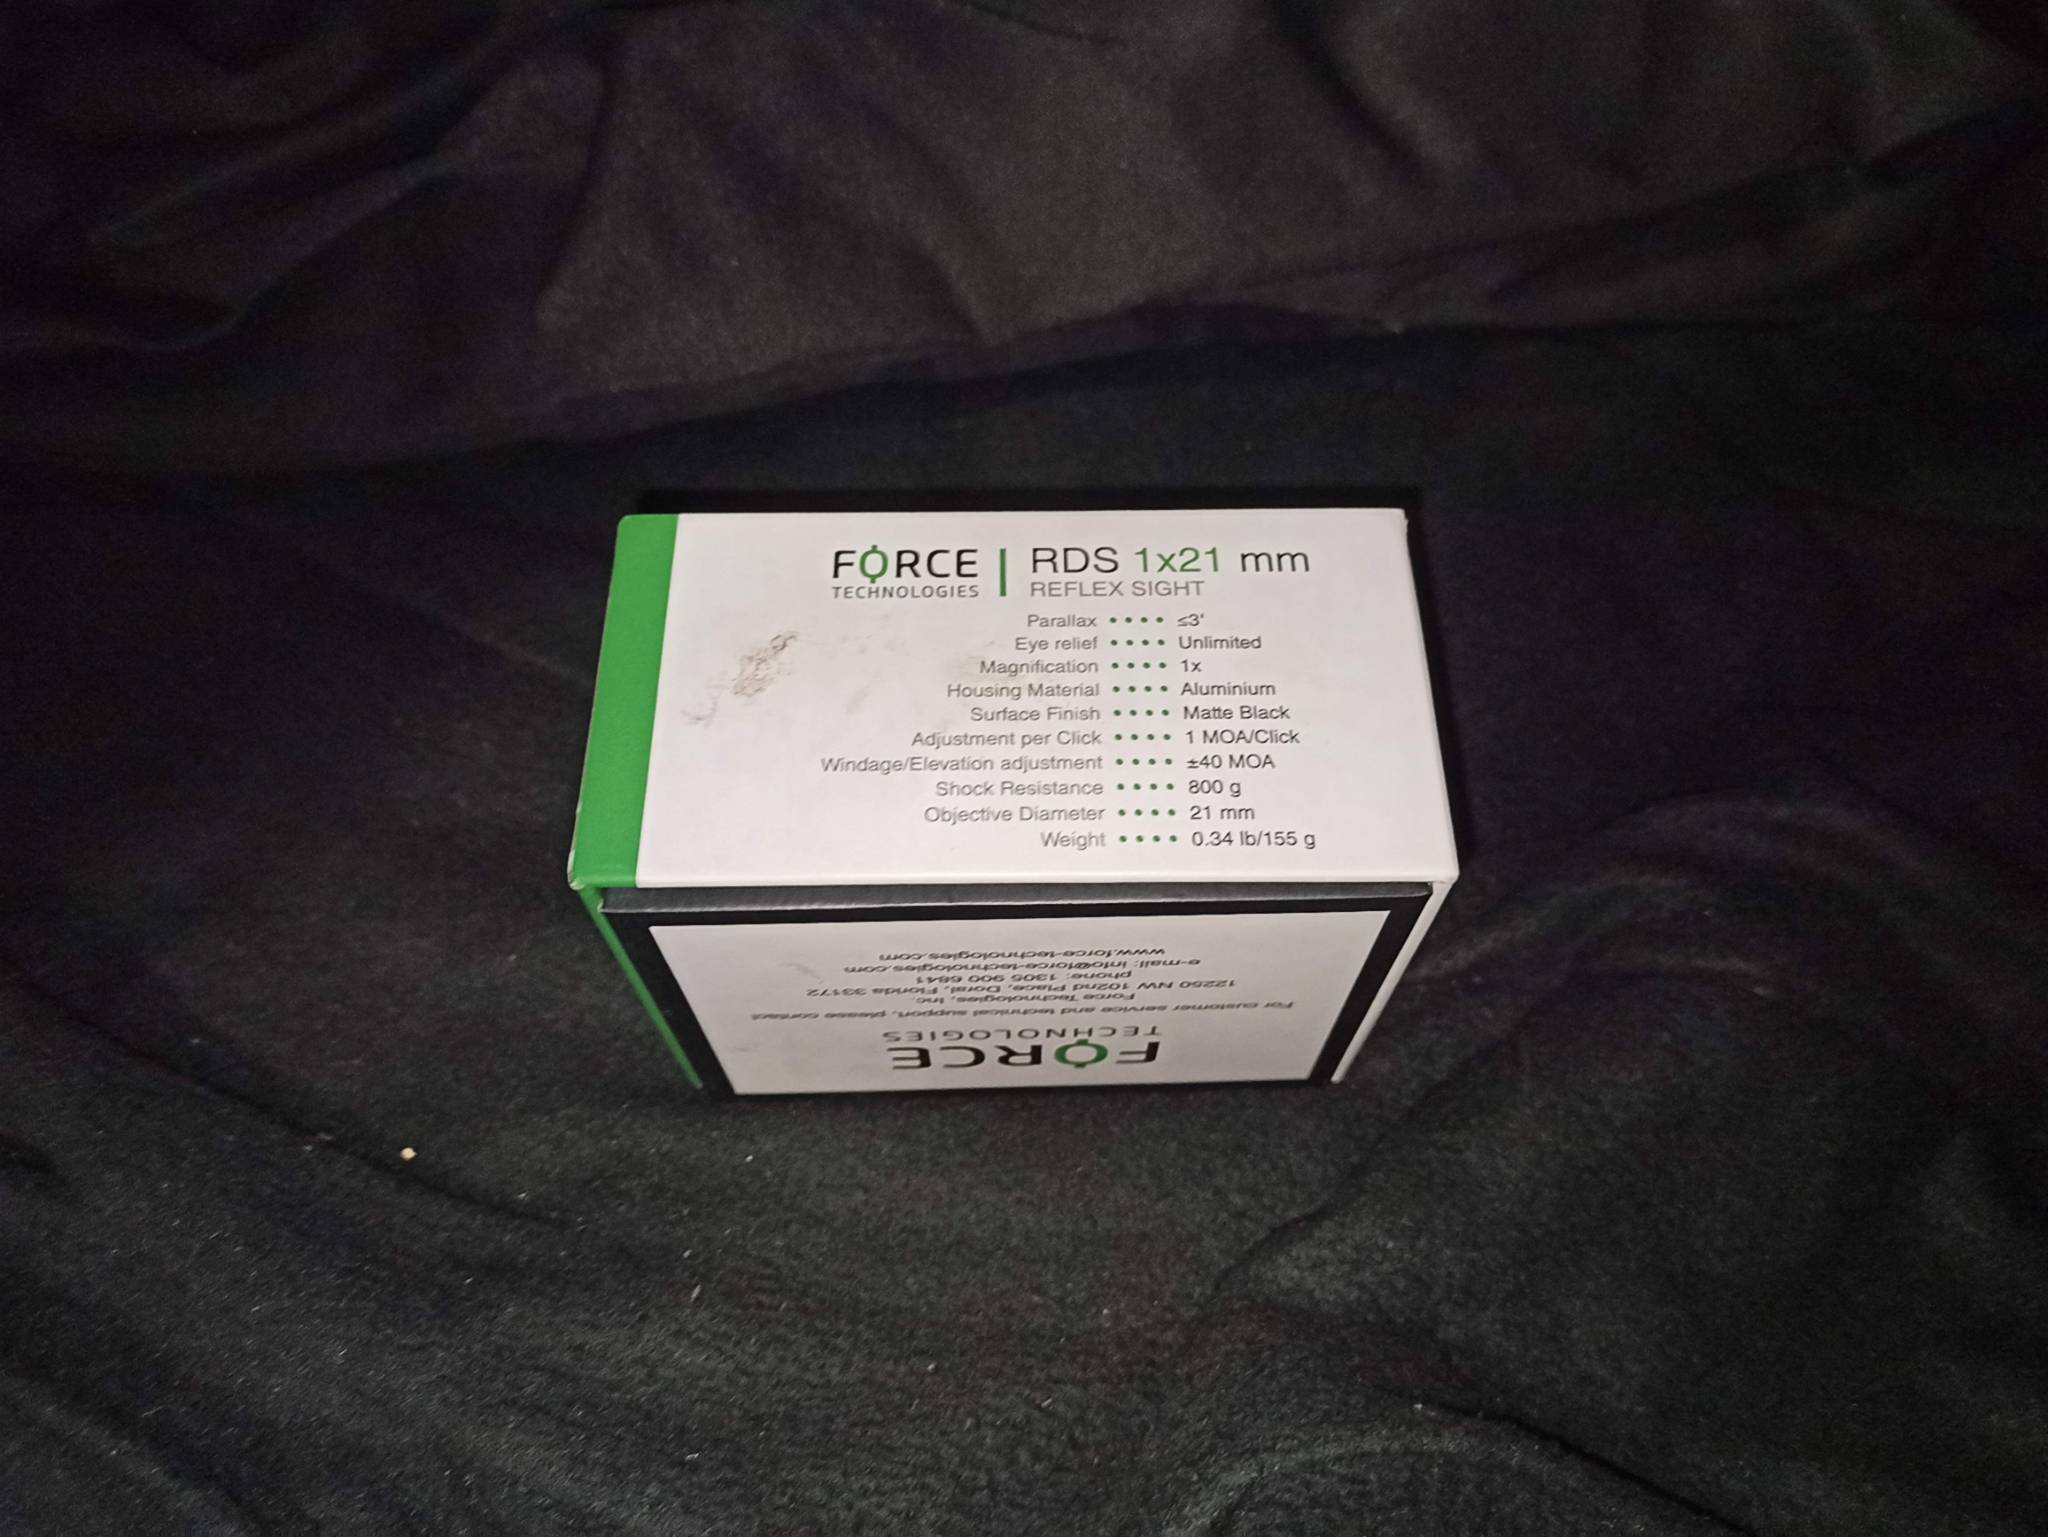 FORCE
TECHNOLOGIES
RDS 1x21 mm
REFLEX SIGHT
Parallax •••• ≤3'
Eye relief •••• Unlimited
Magnification •••• 1x
Housing Material •••• Aluminium
Surface Finish •••• Matte Black
Adjustment per Click •••• 1 MOA/Click
Windage/Elevation adjustment •••• ±40 MOA
Shock Resistance •••• 800 g
Objective Diameter •••• 21 mm
Weight •••• 0.34 lb/155 g
FORCE
TECHNOLOGIES
For customer service and technical support, please contact
Force Technologies, Inc.
12250 NW 102nd Place, Doral, Florida 33172
phone: 1305 900 6841
e-mail: info@force-technologies.com
www.force-technologies.com